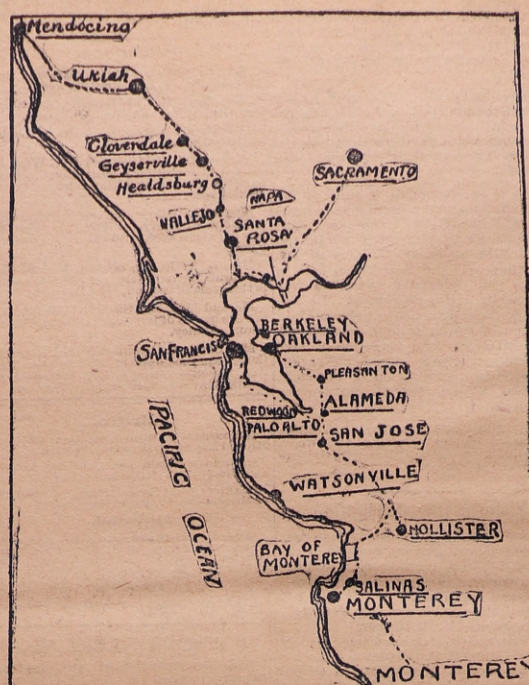 Mendocino
Ukiah
Cloverdale
Geyserville
Healdsburg
SACRAMENTO
NAPA
VALLEJO
SANTA
ROSA
BERKELEY
OAKLAND
SAN FRANCISCO
PLEASANTON
REDWOOD
ALAMEDA
PALO ALTO
SAN JOSE
PACIFIC
OCEAN
WATSONVILLE
HOLLISTER
BAY OF
MONTEREY
SALINAS
MONTEREY
MONTEREY